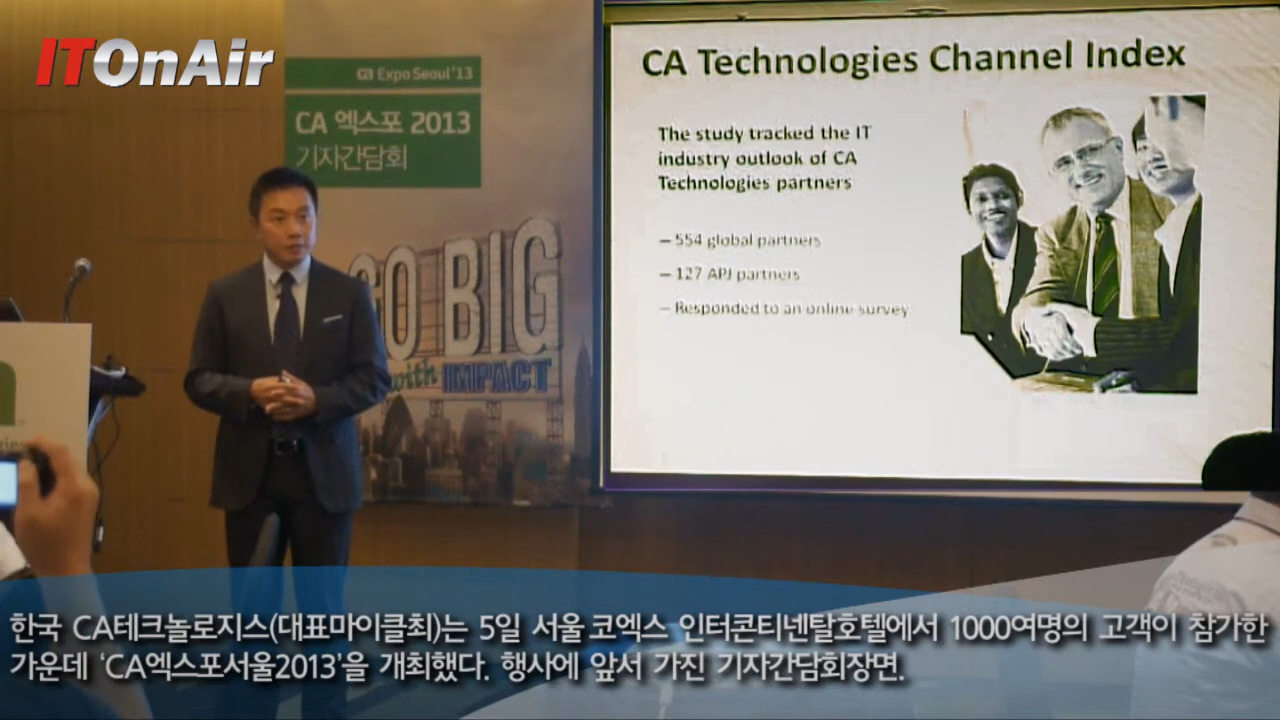 ITOnAir
ca Expo Seoul '13
CA 엑스포 2013
기자간담회
GO BIG
with IMPACT
CA Technologies Channel Index
The study tracked the IT
industry outlook of CA
Technologies partners
– 554 global partners
– 127 APJ partners
– Responded to an online survey
한국 CA테크놀로지스(대표마이클최)는 5일 서울 코엑스 인터콘티넨탈호텔에서 1000여명의 고객이 참가한
가운데 ‘CA엑스포서울2013’을 개최했다. 행사에 앞서 가진 기자간담회장면.